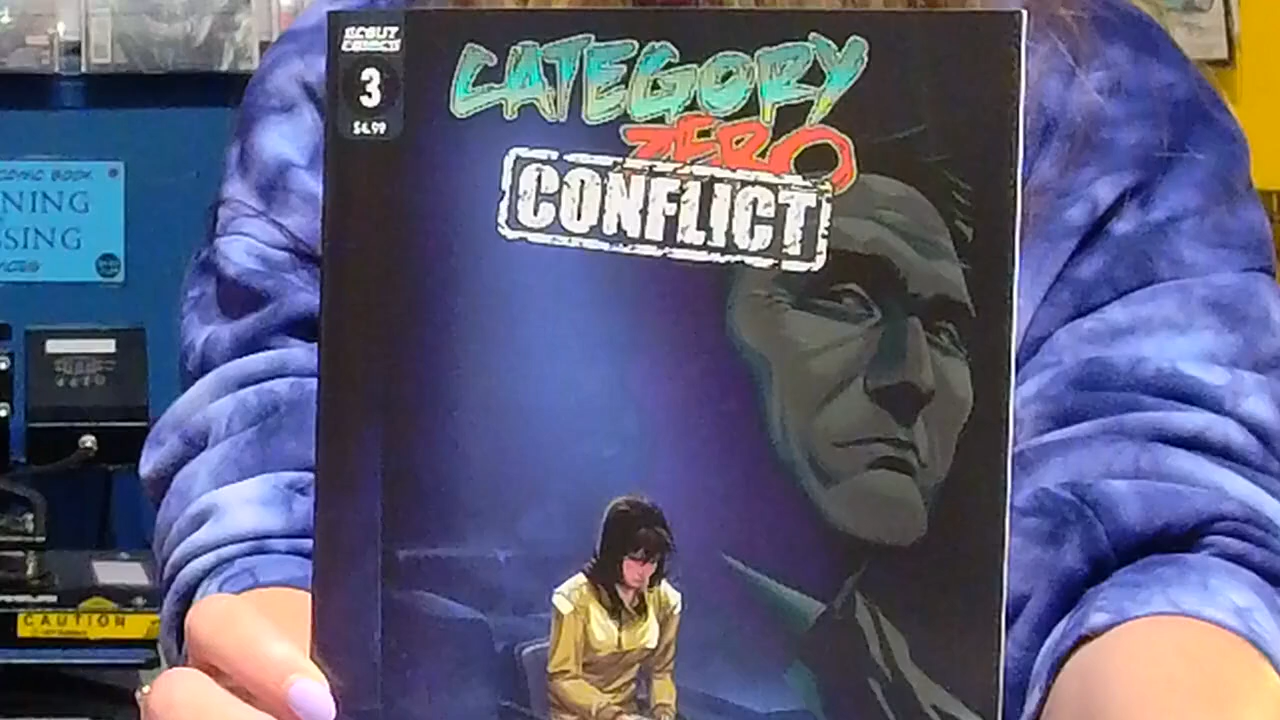 SCOUT
COMICS
3
$4.99
CATEGORY
ZERO
CONFLICT
COMIC BOOK
NING
SSING
CAUTION